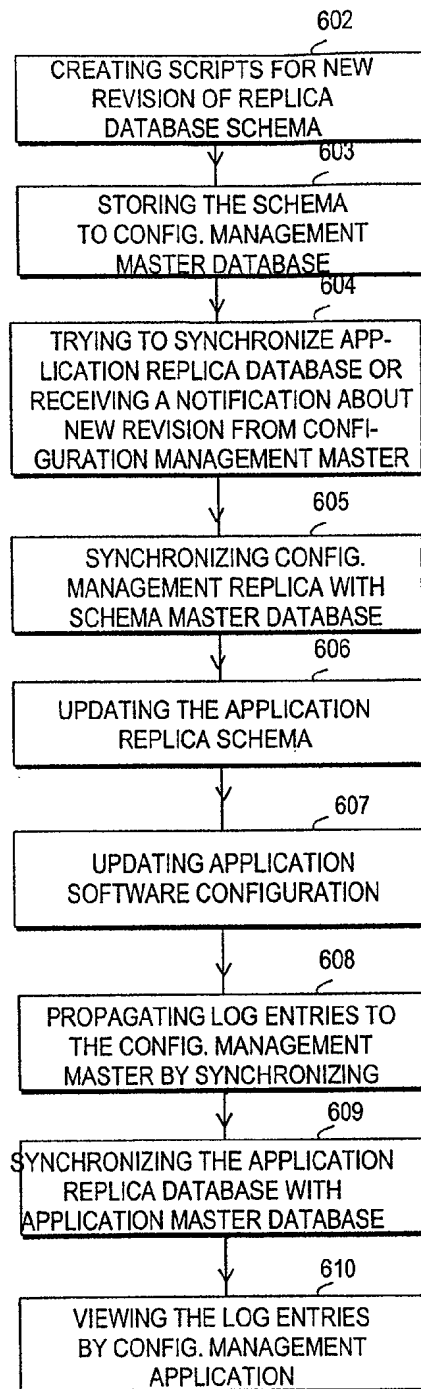 602
CREATING SCRIPTS FOR NEW
REVISION OF REPLICA
DATABASE SCHEMA
603
STORING THE SCHEMA
TO CONFIG. MANAGEMENT
MASTER DATABASE
604
TRYING TO SYNCHRONIZE APP-
LICATION REPLICA DATABASE OR
RECEIVING A NOTIFICATION ABOUT
NEW REVISION FROM CONFI-
GURATION MANAGEMENT MASTER
605
SYNCHRONIZING CONFIG.
MANAGEMENT REPLICA WITH
SCHEMA MASTER DATABASE
606
UPDATING THE APPLICATION
REPLICA SCHEMA
607
UPDATING APPLICATION
SOFTWARE CONFIGURATION
608
PROPAGATING LOG ENTRIES TO
THE CONFIG. MANAGEMENT
MASTER BY SYNCHRONIZING
609
SYNCHRONIZING THE APPLICATION
REPLICA DATABASE WITH
APPLICATION MASTER DATABASE
610
VIEWING THE LOG ENTRIES
BY CONFIG. MANAGEMENT
APPLICATION